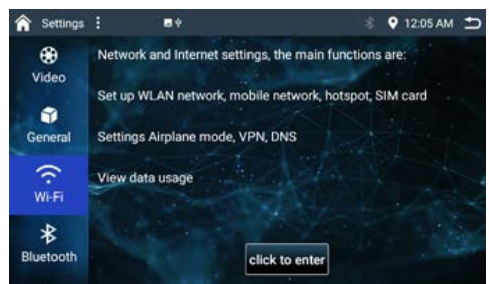 Settings
12:05 AM
Video
General
Wi-Fi
Bluetooth
Network and Internet settings, the main functions are:
Set up WLAN network, mobile network, hotspot, SIM card
Settings Airplane mode, VPN, DNS
View data usage
click to enter